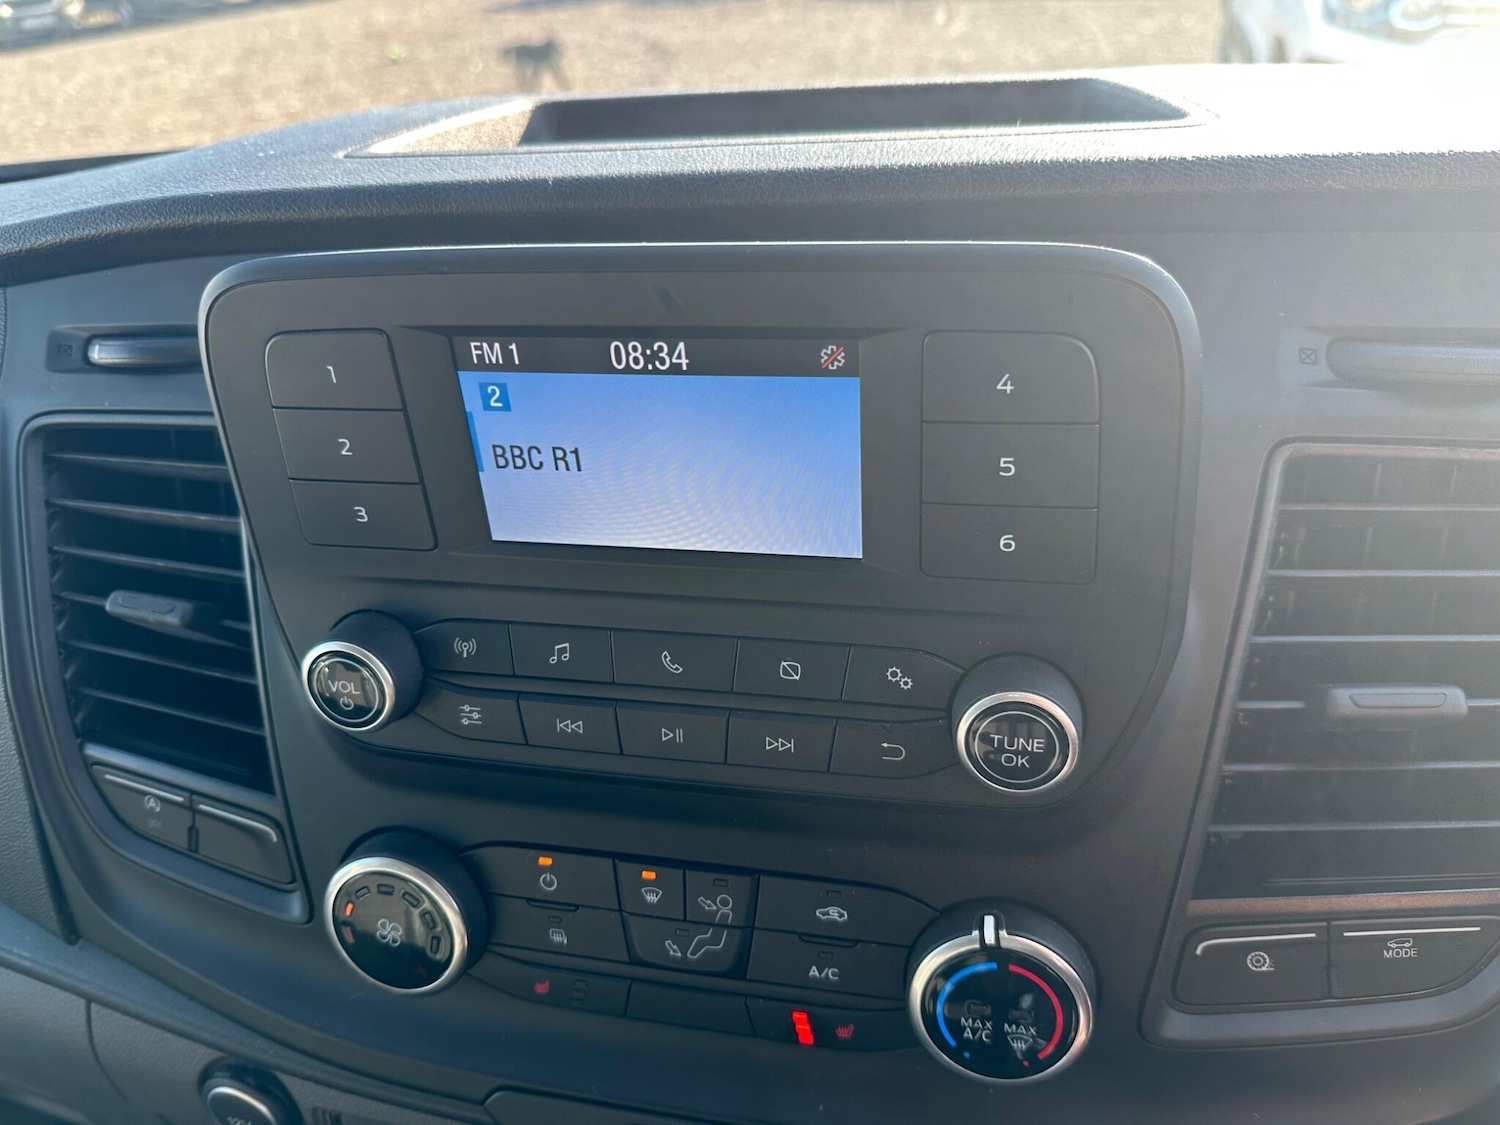 FM 1
08:34
2
BBC R1
1
2
3
4
5
6
VOL
TUNE
OK
A/C
MAX
A/C
MAX
MODE